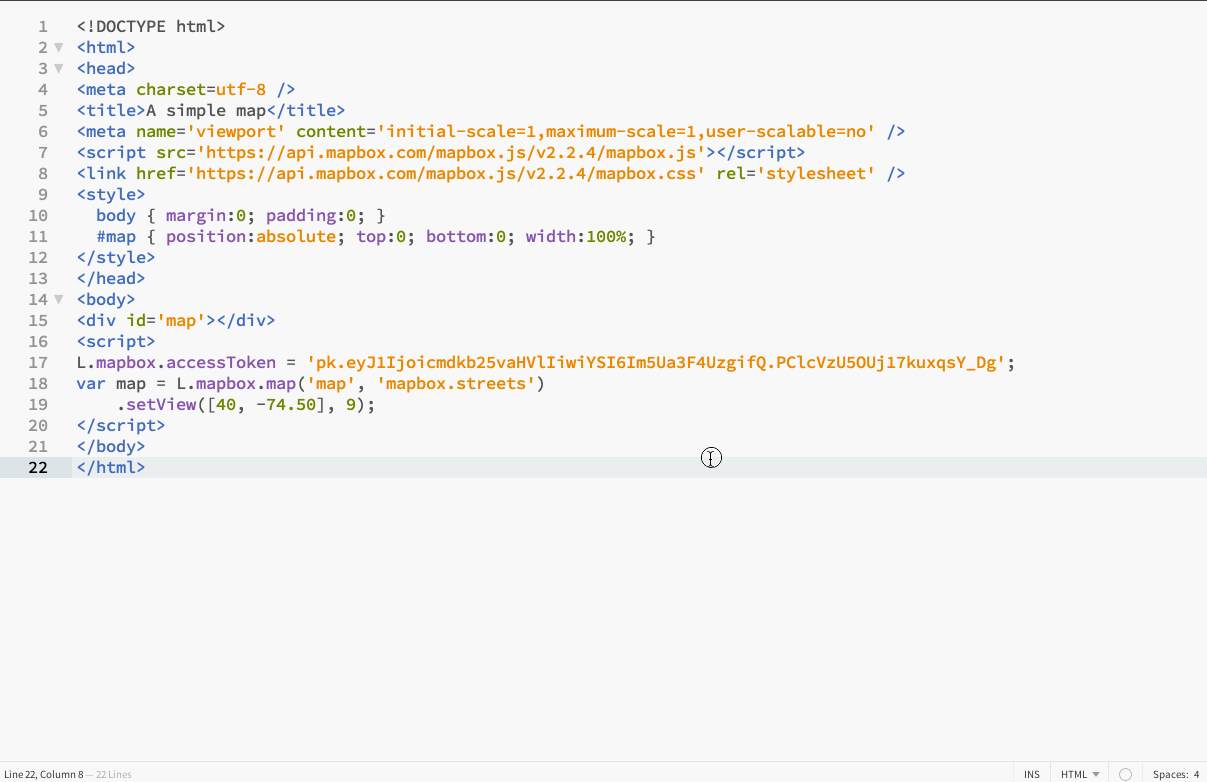 1 <!DOCTYPE html>
2 <html>
3 <head>
4 <meta charset=utf-8 />
5 <title>A simple map</title>
6 <meta name='viewport' content='initial-scale=1,maximum-scale=1,user-scalable=no' />
7 <script src='https://api.mapbox.com/mapbox.js/v2.2.4/mapbox.js'></script>
8 <link href='https://api.mapbox.com/mapbox.js/v2.2.4/mapbox.css' rel='stylesheet' />
9 <style>
10   body { margin:0; padding:0; }
11   #map { position:absolute; top:0; bottom:0; width:100%; }
12 </style>
13 </head>
14 <body>
15 <div id='map'></div>
16 <script>
17 L.mapbox.accessToken = 'pk.eyJ1Ijoicmdkb25vaHVlIiwiYSI6Im5Ua3F4UzgifQ.PClcVzU5OUj17kuxqsY_Dg';
18 var map = L.mapbox.map('map', 'mapbox.streets')
19     .setView([40, -74.50], 9);
20 </script>
21 </body>
22 </html>
Line 22, Column 8 — 22 Lines INS HTML Spaces: 4